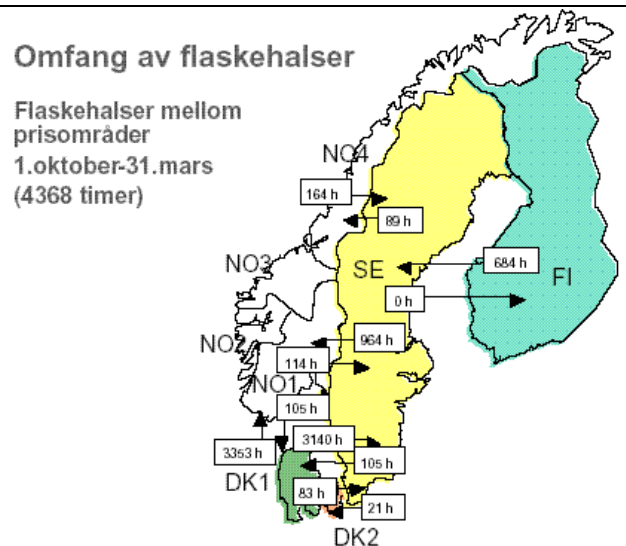 Omfang av flaskehalser
Flaskehalser mellom
prisområder
1.oktober-31.mars
(4368 timer)
NO4
164 h
89 h
NO3
SE
684 h
FI
0 h
NO2
964 h
114 h
NO1
105 h
3353 h
3140 h
105 h
DK1
83 h
21 h
DK2